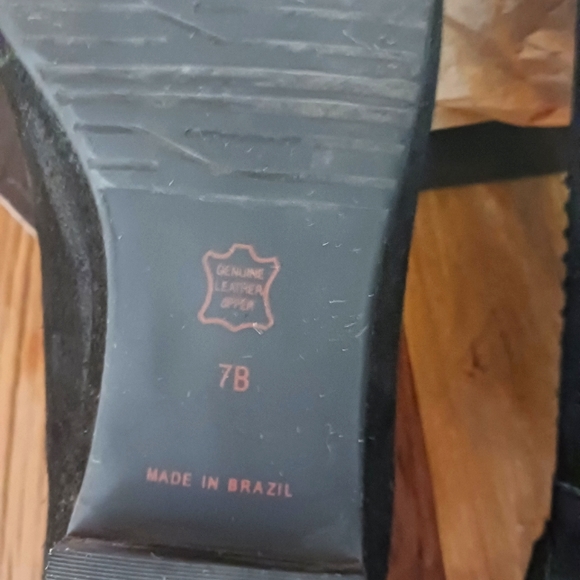 GENUINE
LEATHER
UPPER
7B
MADE IN BRAZIL